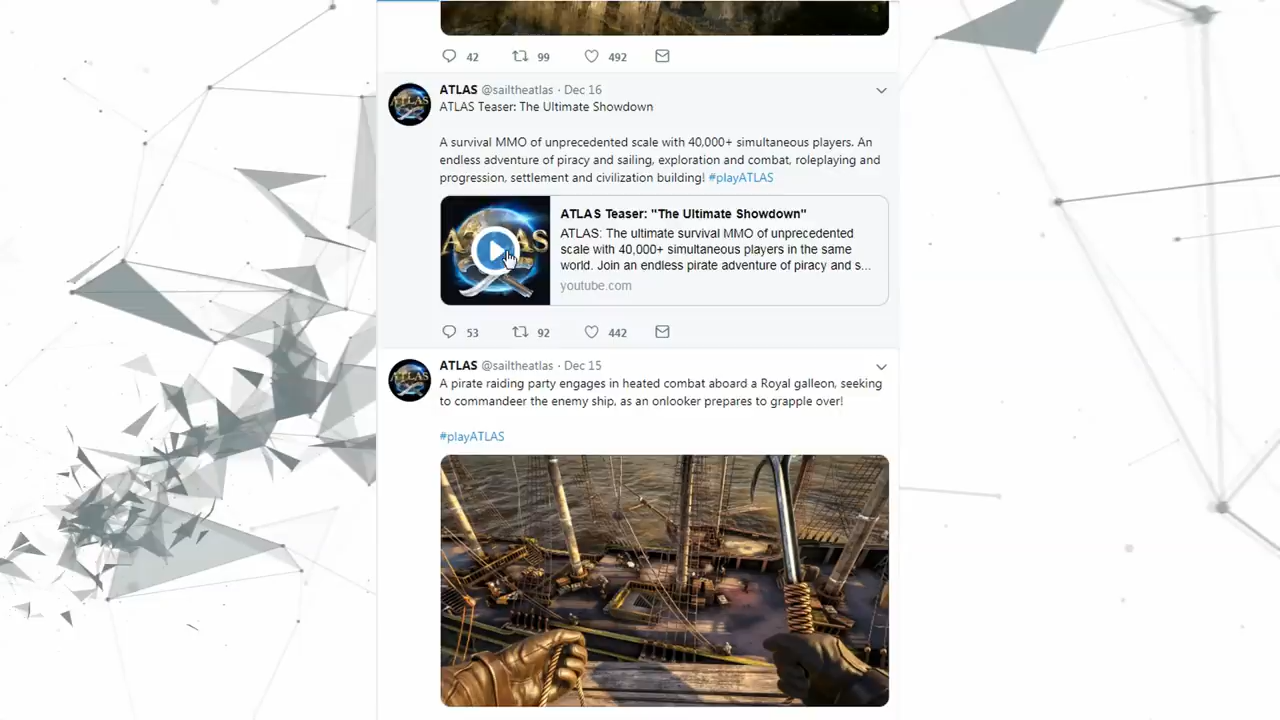 42 99 492
ATLAS @sailtheatlas · Dec 16
ATLAS Teaser: The Ultimate Showdown
A survival MMO of unprecedented scale with 40,000+ simultaneous players. An
endless adventure of piracy and sailing, exploration and combat, roleplaying and
progression, settlement and civilization building! #playATLAS
ATLAS
ATLAS Teaser: "The Ultimate Showdown"
ATLAS: The ultimate survival MMO of unprecedented
scale with 40,000+ simultaneous players in the same
world. Join an endless pirate adventure of piracy and s...
youtube.com
53 92 442
ATLAS @sailtheatlas · Dec 15
A pirate raiding party engages in heated combat aboard a Royal galleon, seeking
to commandeer the enemy ship, as an onlooker prepares to grapple over!
#playATLAS